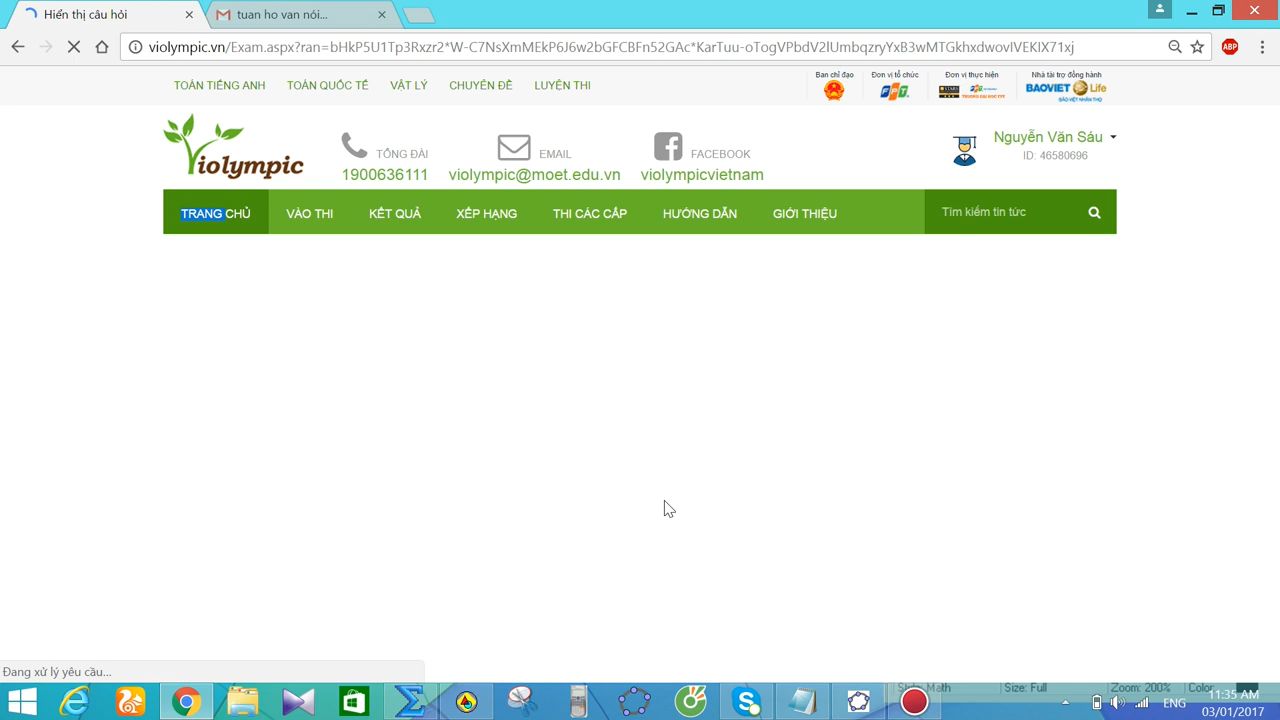 Hiển thị câu hỏi
tuan ho van nói...
violympic.vn/Exam.aspx?ran=bHkP5U1Tp3Rxzr2*W-C7NsXmMEkP6J6w2bGFCBFn52GAc*KarTuu-oTogVPbdV2lUmbqzryYxB3wMTGkhxdwovlVEKIX71xj
ABP
TOÁN TIẾNG ANH TOÁN QUỐC TẾ VẬT LÝ CHUYÊN ĐỀ LUYỆN THI
Ban chỉ đạo Đơn vị tổ chức Đơn vị thực hiện Nhà tài trợ đồng hành
FPT
BAOVIET Life
Violympic
TỔNG ĐÀI
1900636111
EMAIL
violympic@moet.edu.vn
FACEBOOK
violympicvietnam
Nguyễn Văn Sáu
ID: 46580696
TRANG CHỦ VÀO THI KẾT QUẢ XẾP HẠNG THI CÁC CẤP HƯỚNG DẪN GIỚI THIỆU
Tìm kiếm tin tức
Đang xử lý yêu cầu...
Math Size: Full Zoom: 200% Color
ENG
11:35 AM
03/01/2017